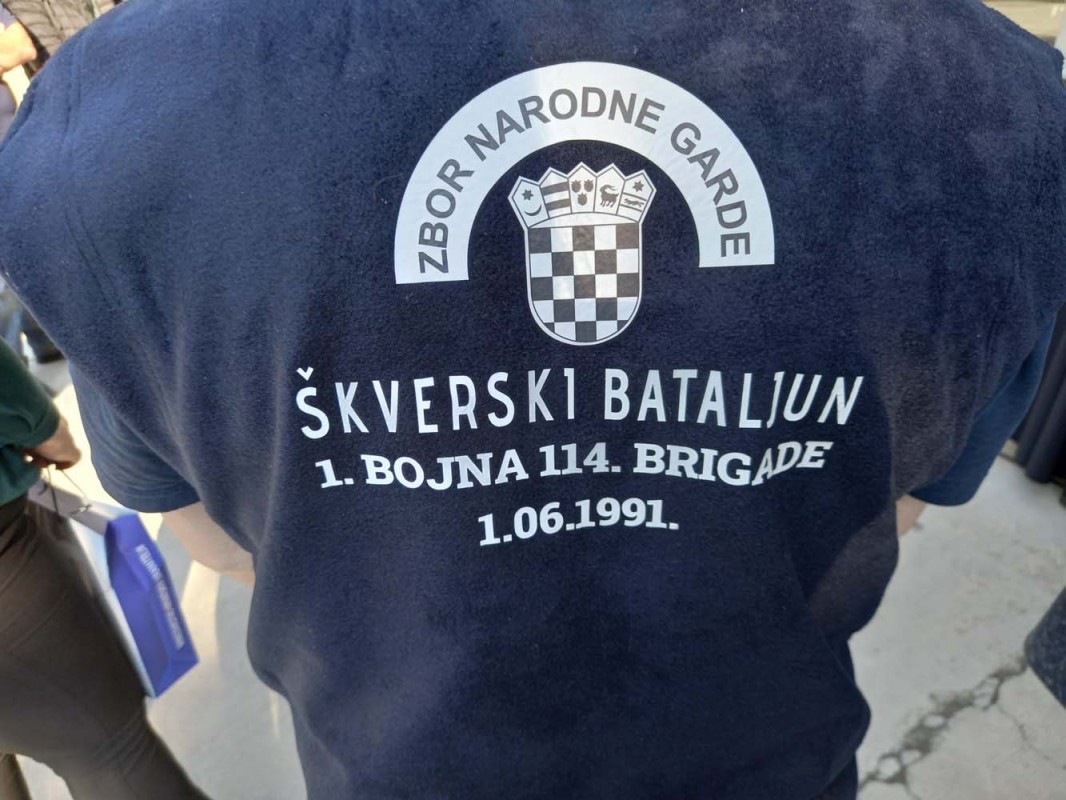 ZBOR NARODNE GARDE
ŠKVERSKI BATALJUN
1. BOJNA 114. BRIGADE
1.06.1991.